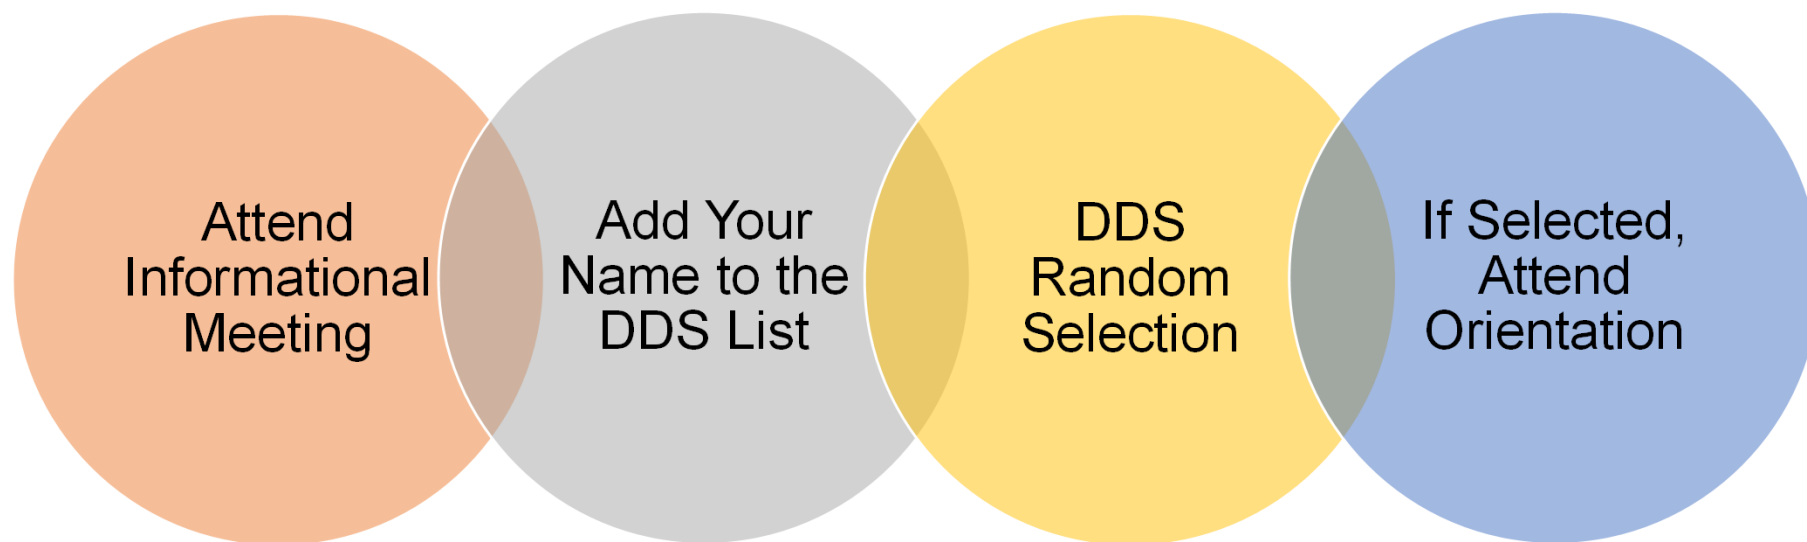 Attend
Informational
Meeting
Add Your
Name to the
DDS List
DDS
Random
Selection
If Selected,
Attend
Orientation